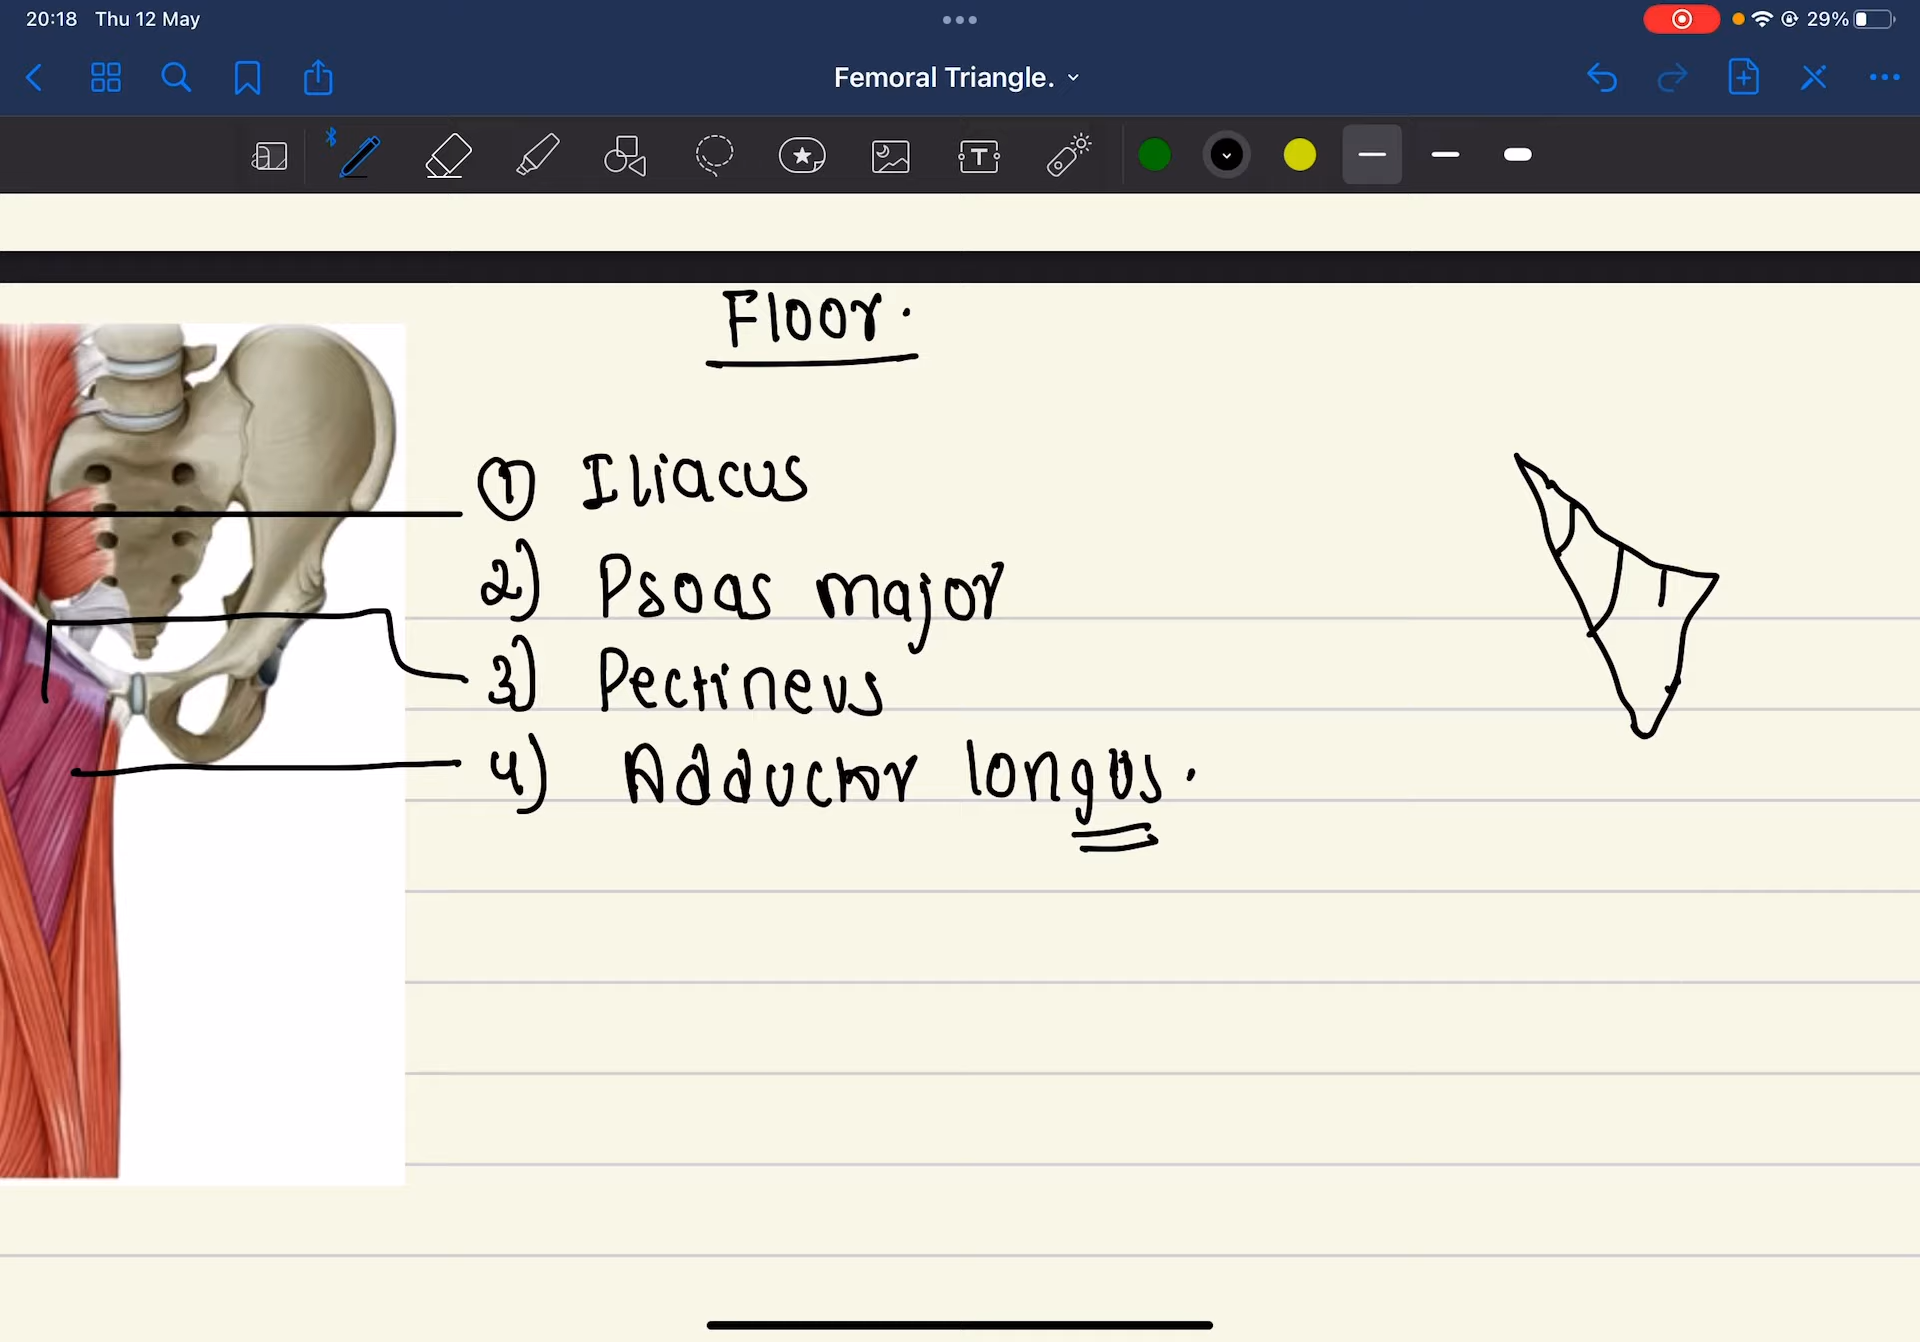 20:18 Thu 12 May
29%
Femoral Triangle.
T
Floor.
① Iliacus
2) Psoas major
3) Pectineus
4) Adductor longus.